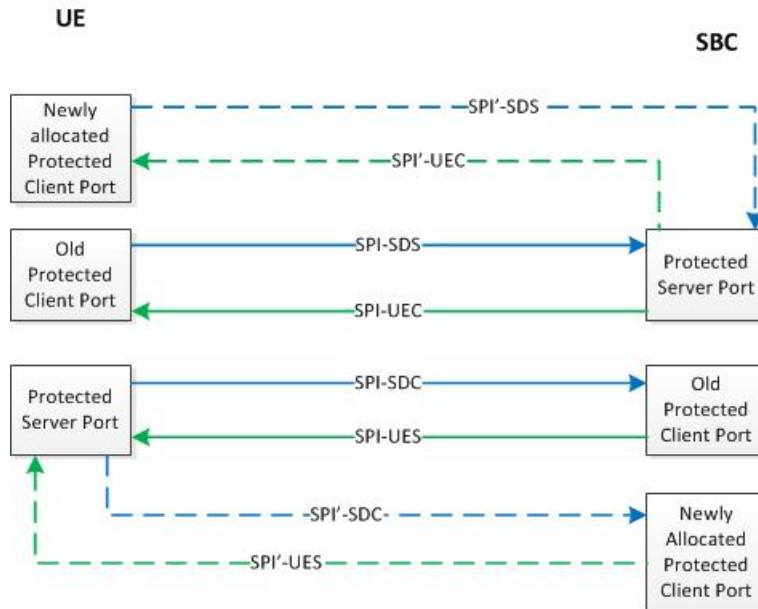 UE
SBC
Newly
allocated
Protected
Client Port
SPI’-SDS
SPI’-UEC
Old
Protected
Client Port
SPI-SDS
SPI-UEC
Protected
Server Port
Protected
Server Port
SPI-SDC
SPI-UES
Old
Protected
Client Port
SPI’-SDC
SPI’-UES
Newly
Allocated
Protected
Client Port